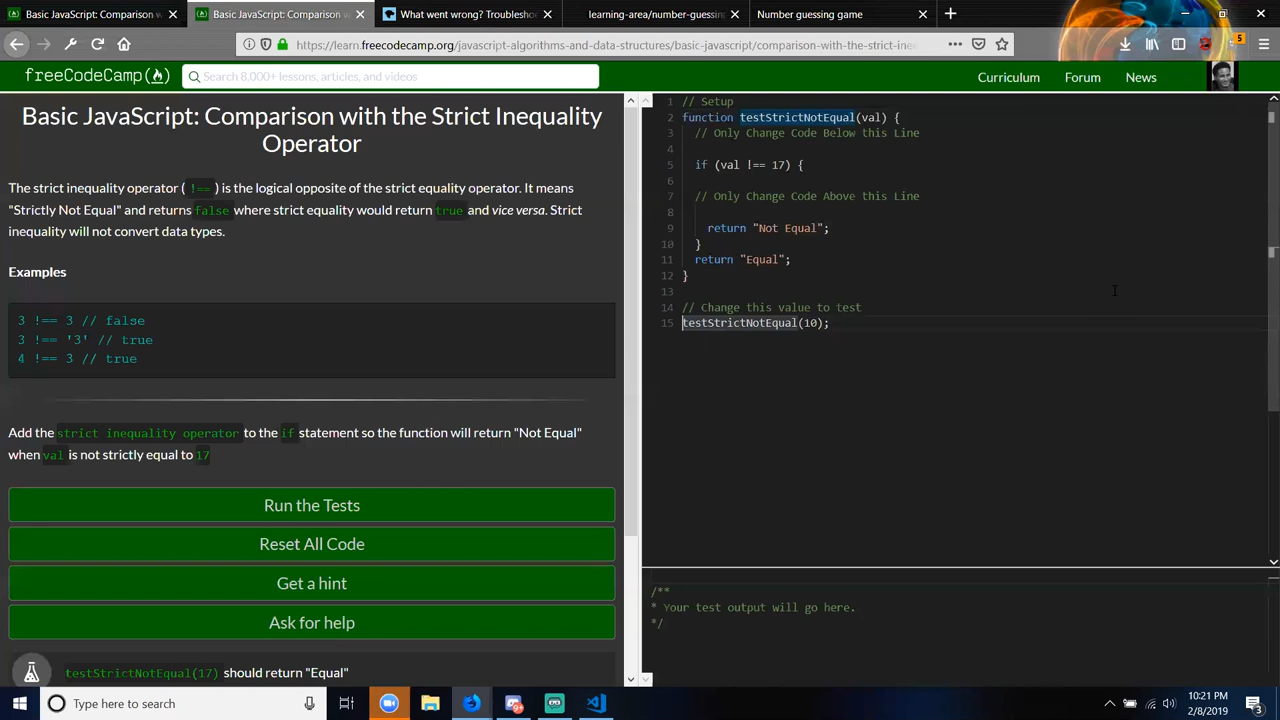 Basic JavaScript: Comparison w
Basic JavaScript: Comparison w
What went wrong? Troublesho
learning-area/number-guessin
Number guessing game
https://learn.freecodecamp.org/javascript-algorithms-and-data-structures/basic-javascript/comparison-with-the-strict-ine
5
freeCodeCamp
Search 8,000+ lessons, articles, and videos
Curriculum
Forum
News
Basic JavaScript: Comparison with the Strict Inequality
Operator
The strict inequality operator ( !== ) is the logical opposite of the strict equality operator. It means
"Strictly Not Equal" and returns false where strict equality would return true and vice versa. Strict
inequality will not convert data types.
Examples
3 !== 3 // false
3 !== '3' // true
4 !== 3 // true
Add the strict inequality operator to the if statement so the function will return "Not Equal"
when val is not strictly equal to 17
Run the Tests
Reset All Code
Get a hint
Ask for help
testStrictNotEqual(17) should return "Equal"
1 // Setup
2 function testStrictNotEqual(val) {
3 // Only Change Code Below this Line
4
5 if (val !== 17) {
6
7 // Only Change Code Above this Line
8
9 return "Not Equal";
10 }
11 return "Equal";
12 }
13
14 // Change this value to test
15 testStrictNotEqual(10);
/**
* Your test output will go here.
*/
Type here to search
10:21 PM
2/8/2019
3